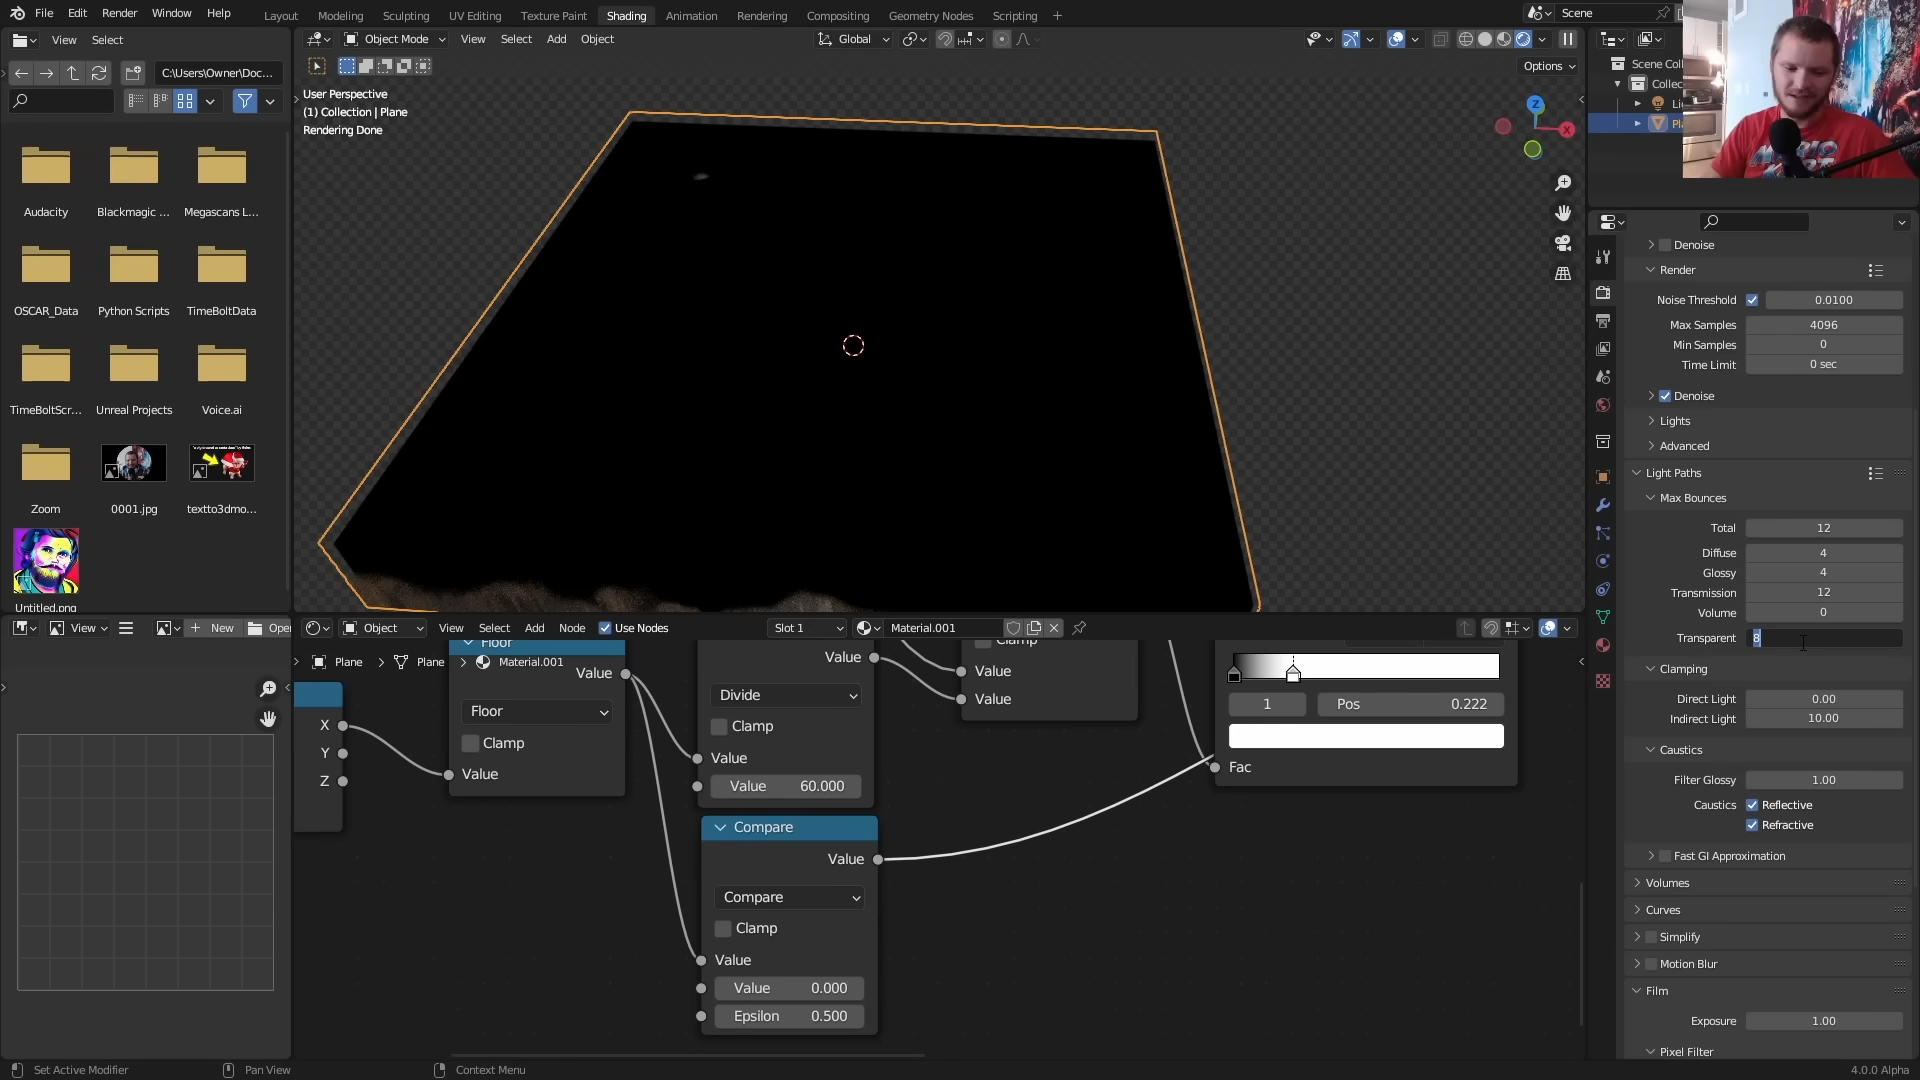 File Edit Render Window Help
Layout Modeling Sculpting UV Editing Texture Paint Shading Animation Rendering Compositing Geometry Nodes Scripting +
Scene
View Select
Object Mode View Select Add Object
Global
Options
C:\Users\Owner\Doc...
User Perspective
(1) Collection | Plane
Rendering Done
Z
X
Audacity Blackmagic ... Megascans L...
OSCAR_Data Python Scripts TimeBoltData
TimeBoltScr... Unreal Projects Voice.ai
Zoom 0001.jpg textto3dmo...
Untitled.png
Scene Coll
Collec
Li
Pla
MARIO
Denoise
Render
Noise Threshold 0.0100
Max Samples 4096
Min Samples 0
Time Limit 0 sec
Denoise
Lights
Advanced
Light Paths
Max Bounces
Total 12
Diffuse 4
Glossy 4
Transmission 12
Volume 0
Transparent 8
Clamping
Direct Light 0.00
Indirect Light 10.00
Caustics
Filter Glossy 1.00
Caustics Reflective
Refractive
Fast GI Approximation
Volumes
Curves
Simplify
Motion Blur
Film
Exposure 1.00
Pixel Filter
View + New Open
Object View Select Add Node Use Nodes Slot 1 Material.001
Plane > Plane > Material.001
X
Y
Z
Floor
Value
Floor
Clamp
Value
Value
Divide
Clamp
Value
Value 60.000
Compare
Value
Compare
Clamp
Value
Value 0.000
Epsilon 0.500
Clamp
Value
Value
1 Pos 0.222
Fac
Set Active Modifier Pan View Context Menu
4.0.0 Alpha